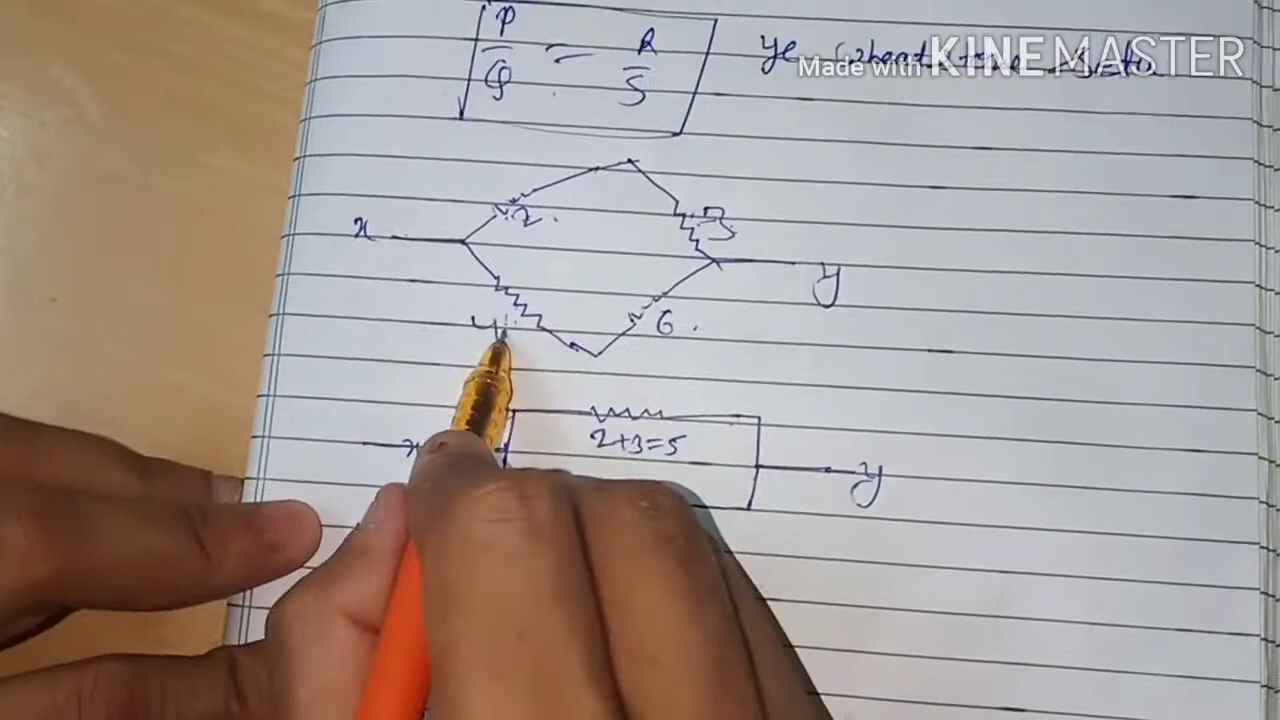 P/Q = R/S ye
Made with KINEMASTER
2.
3
x
y
4
6.
2+3=5
x
y